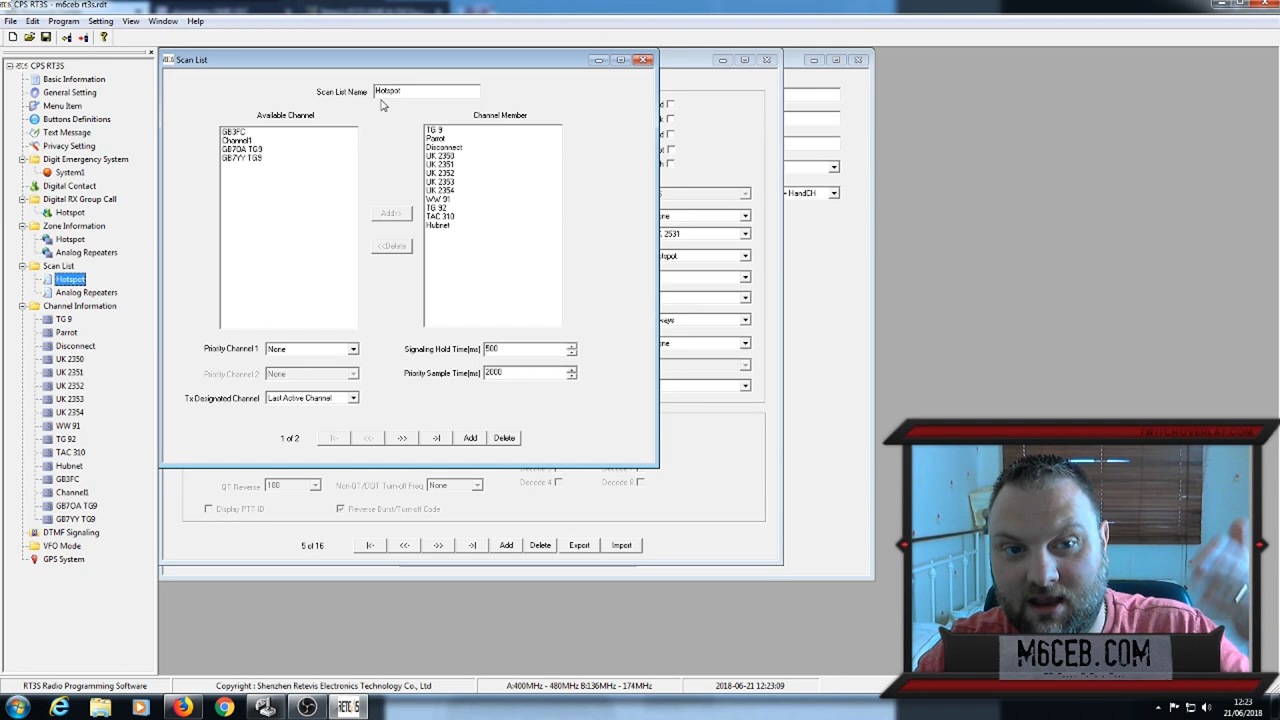 CPS RT3S - m6ceb rt3s.rdt
File Edit Program Setting View Window Help
CPS RT3S
Basic Information
General Setting
Menu Item
Buttons Definitions
Text Message
Privacy Setting
Digit Emergency System
System1
Digital Contact
Digital RX Group Call
Hotspot
Zone Information
Hotspot
Analog Repeaters
Scan List
Hotspot
Analog Repeaters
Channel Information
TG 9
Parrot
Disconnect
UK 2350
UK 2351
UK 2352
UK 2353
UK 2354
WW 91
TG 92
TAC 310
Hubnet
GB3FC
Channel1
GB7OA TG9
GB7YY TG9
DTMF Signaling
VFO Mode
GPS System
Scan List
Scan List Name Hotspot
Available Channel
GB3FC
Channel1
GB7OA TG9
GB7YY TG9
Add>>
<<Delete
Channel Member
TG 9
Parrot
Disconnect
UK 2350
UK 2351
UK 2352
UK 2353
UK 2354
WW 91
TG 92
TAC 310
Hubnet
Priority Channel 1 None
Signaling Hold Time[ms] 500
Priority Channel 2 None
Priority Sample Time[ms] 2000
Tx Designated Channel Last Active Channel
1 of 2 |<- <<- ->> ->| Add Delete
+ HandCH
2531
QT Reverse 180 Non-QT/DQT Turn-off Freq None Decode 4 Decode 8
Display PTT ID Reverse Burst/Turn-off Code
5 of 16 |<- <<- ->> ->| Add Delete Export Import
TWITCHOVERLAY.COM
M6CEB.COM
RT3S Radio Programming Software Copyright : Shenzhen Retevis Electronics Technology Co., Ltd A:400MHz - 480MHz B:136MHz - 174MHz 2018-06-21 12:23:09
RETEVIS
12:23
21/06/2018